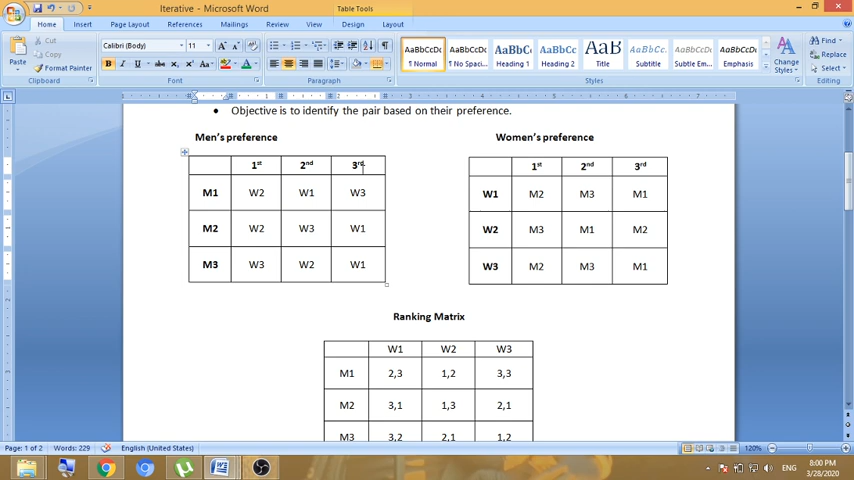 Iterative - Microsoft Word
Table Tools
Home Insert Page Layout References Mailings Review View Design Layout
Cut
Copy
Format Painter
Paste
Clipboard
Calibri (Body) 11
B I U abc
Font
Paragraph
AaBbCcDc AaBbCcDc AaBbCc AaBbCc AaB AaBbCc. AaBbCcDc AaBbCcDc
¶ Normal ¶ No Spaci... Heading 1 Heading 2 Title Subtitle Subtle Em... Emphasis
Change Styles
Styles
Find
Replace
Select
Editing
• Objective is to identify the pair based on their preference.
Men's preference Women's preference
1st 2nd 3rd
M1 W2 W1 W3
M2 W2 W3 W1
M3 W3 W2 W1
1st 2nd 3rd
W1 M2 M3 M1
W2 M3 M1 M2
W3 M2 M3 M1
Ranking Matrix
W1 W2 W3
M1 2,3 1,2 3,3
M2 3,1 1,3 2,1
M3 3,2 2,1 1,2
Page: 1 of 2 Words: 229 English (United States) 120%
ENG
8:00 PM
3/28/2020